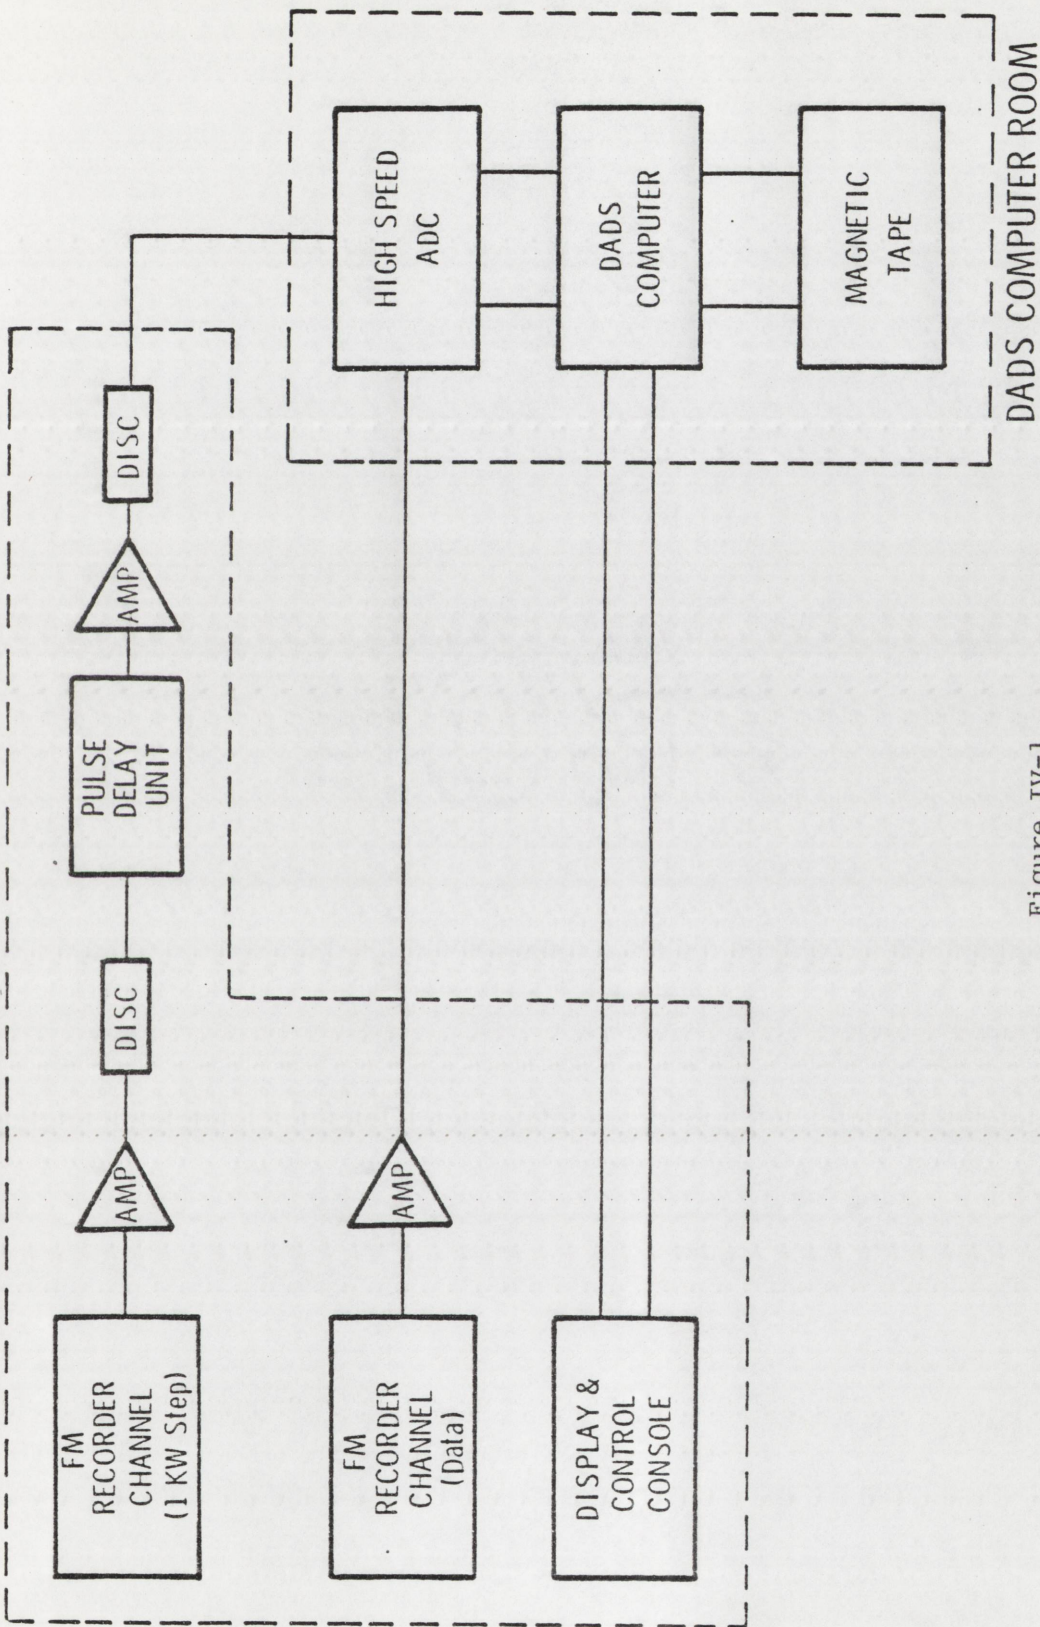 FM
RECORDER
CHANNEL
(1 KW Step)
AMP
DISC
PULSE
DELAY
UNIT
AMP
DISC
FM
RECORDER
CHANNEL
(Data)
AMP
HIGH SPEED
ADC
DISPLAY &
CONTROL
CONSOLE
DADS
COMPUTER
MAGNETIC
TAPE
DADS COMPUTER ROOM
Figure IV-1